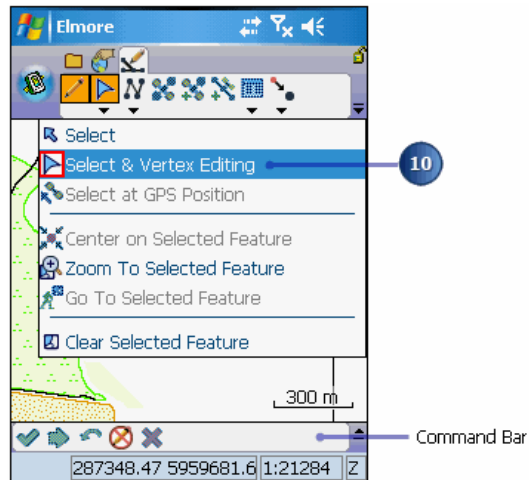 Elmore
Select
Select & Vertex Editing
10
Select at GPS Position
Center on Selected Feature
Zoom To Selected Feature
Go To Selected Feature
Clear Selected Feature
300 m
Command Bar
287348.47 5959681.6 1:21284 Z